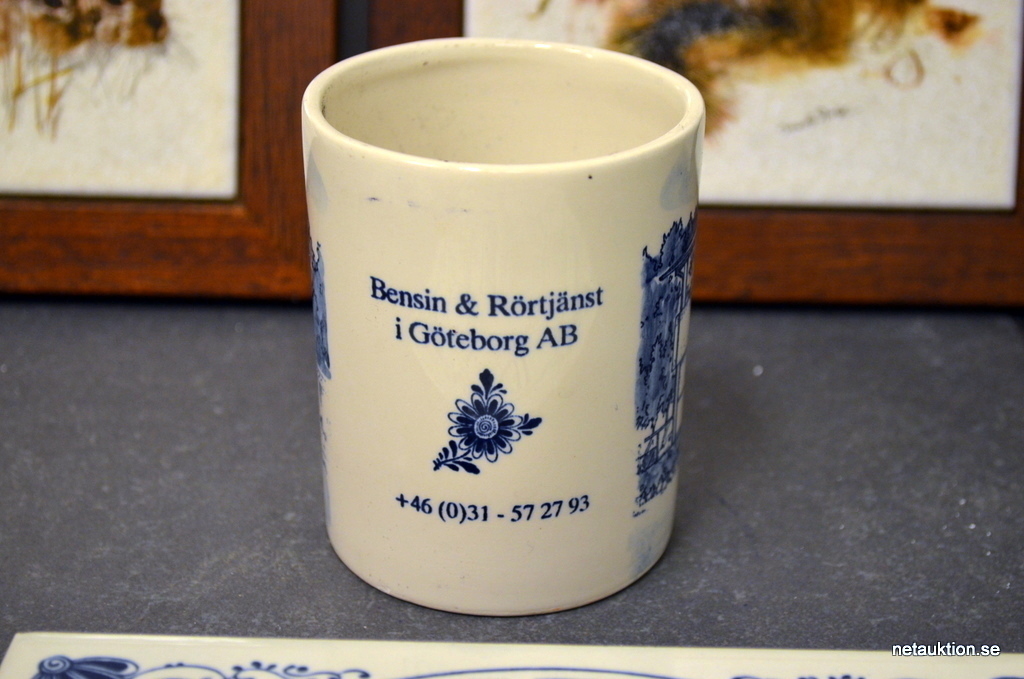 Bensin & Rörtjänst
i Göteborg AB
+46 (0)31 - 57 27 93
netauktion.se